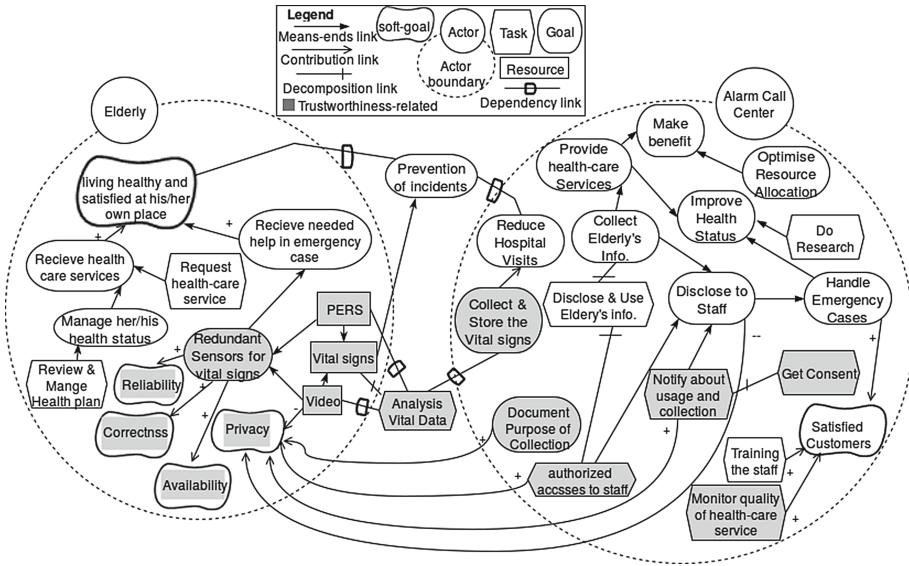 Legend
Means-ends link
Contribution link
Decomposition link
Trustworthiness-related
soft-goal
Actor
Task
Goal
Actor
boundary
Resource
Dependency link
Elderly
living healthy and
satisfied at his/her
own place
+
+
Recieve needed
help in emergency
case
Recieve health
care services
Request
health-care
service
Manage her/his
health status
Review &
Mange
Health plan
Redundant
Sensors for
vital signs
+
+
+
Reliability
Correctnss
Availability
Privacy
PERS
Vital signs
Video
-
Analysis
Vital Data
Prevention
of incidents
Alarm Call
Center
Provide
health-care
Services
Make
benefit
Optimise
Resource
Allocation
Improve
Health
Status
Do
Research
Reduce
Hospital
Visits
Collect
Elderly's
Info.
Collect &
Store the
Vital signs
Disclose & Use
Eldery's info.
Disclose to
Staff
Handle
Emergency
Cases
--
+
Notify about
usage and
collection
+
Get Consent
Document
Purpose of
Collection
+
authorized
accsses to staff
+
Satisfied
Customers
Training
the staff
+
Monitor quality
of health-care
service
+